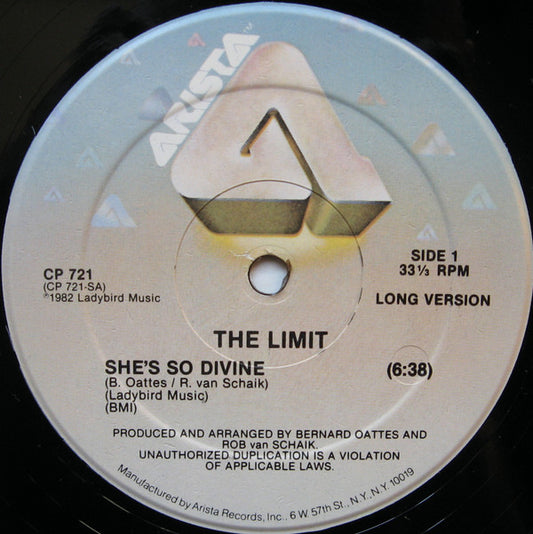 ARISTA™
SIDE 1
33⅓ RPM
LONG VERSION
CP 721
(CP 721-SA)
℗1982 Ladybird Music
THE LIMIT
SHE'S SO DIVINE (6:38)
(B. Oattes / R. van Schaik)
(Ladybird Music)
(BMI)
PRODUCED AND ARRANGED BY BERNARD OATTES AND
ROB van SCHAIK.
UNAUTHORIZED DUPLICATION IS A VIOLATION
OF APPLICABLE LAWS.
Manufactured by Arista Records, Inc., 6 W 57th St., N.Y., N.Y. 10019